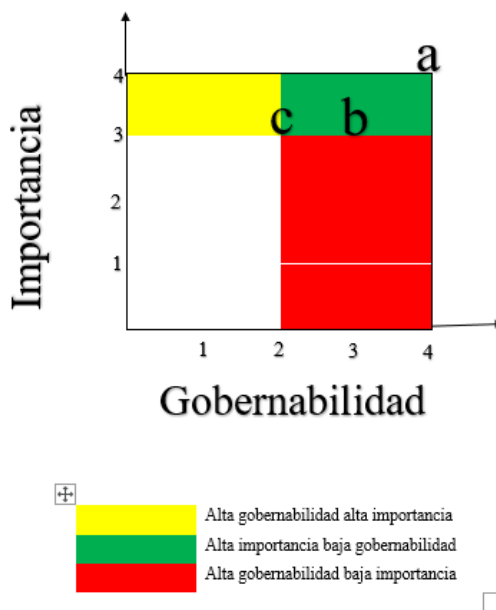 a
4
c b
3
2
1
Importancia
1 2 3 4
Gobernabilidad
Alta gobernabilidad alta importancia
Alta importancia baja gobernabilidad
Alta gobernabilidad baja importancia